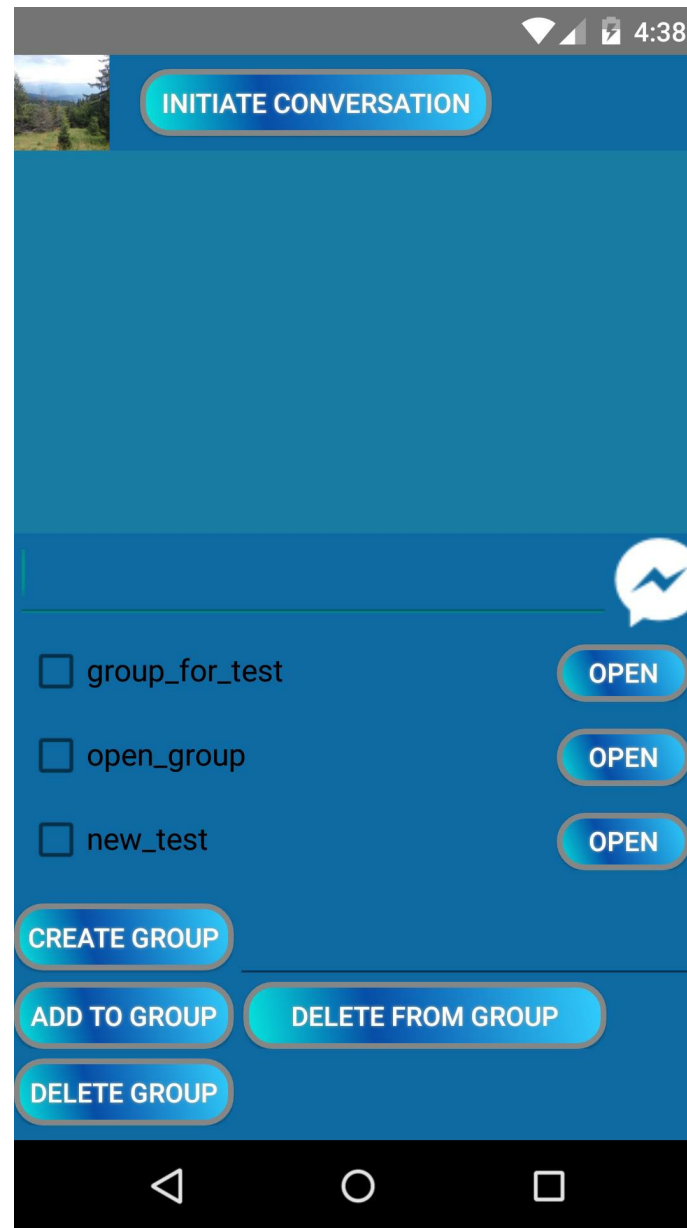 4:38
INITIATE CONVERSATION
group_for_test OPEN
open_group OPEN
new_test OPEN
CREATE GROUP
ADD TO GROUP DELETE FROM GROUP
DELETE GROUP